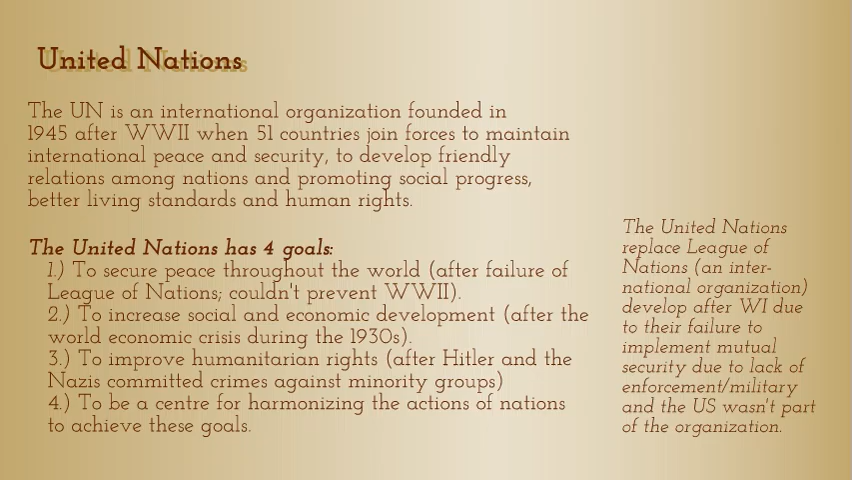 United Nations
The UN is an international organization founded in
1945 after WWII when 51 countries join forces to maintain
international peace and security, to develop friendly
relations among nations and promoting social progress,
better living standards and human rights.
The United Nations has 4 goals:
1.) To secure peace throughout the world (after failure of
League of Nations; couldn't prevent WWII).
2.) To increase social and economic development (after the
world economic crisis during the 1930s).
3.) To improve humanitarian rights (after Hitler and the
Nazis committed crimes against minority groups)
4.) To be a centre for harmonizing the actions of nations
to achieve these goals.
The United Nations
replace League of
Nations (an inter-
national organization)
develop after WI due
to their failure to
implement mutual
security due to lack of
enforcement/military
and the US wasn't part
of the organization.